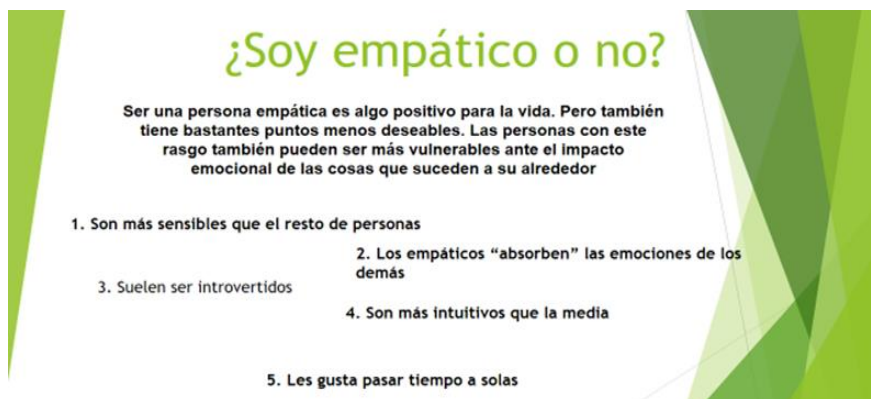 ¿Soy empático o no?
Ser una persona empática es algo positivo para la vida. Pero también
tiene bastantes puntos menos deseables. Las personas con este
rasgo también pueden ser más vulnerables ante el impacto
emocional de las cosas que suceden a su alrededor
1. Son más sensibles que el resto de personas
2. Los empáticos “absorben” las emociones de los
demás
3. Suelen ser introvertidos
4. Son más intuitivos que la media
5. Les gusta pasar tiempo a solas